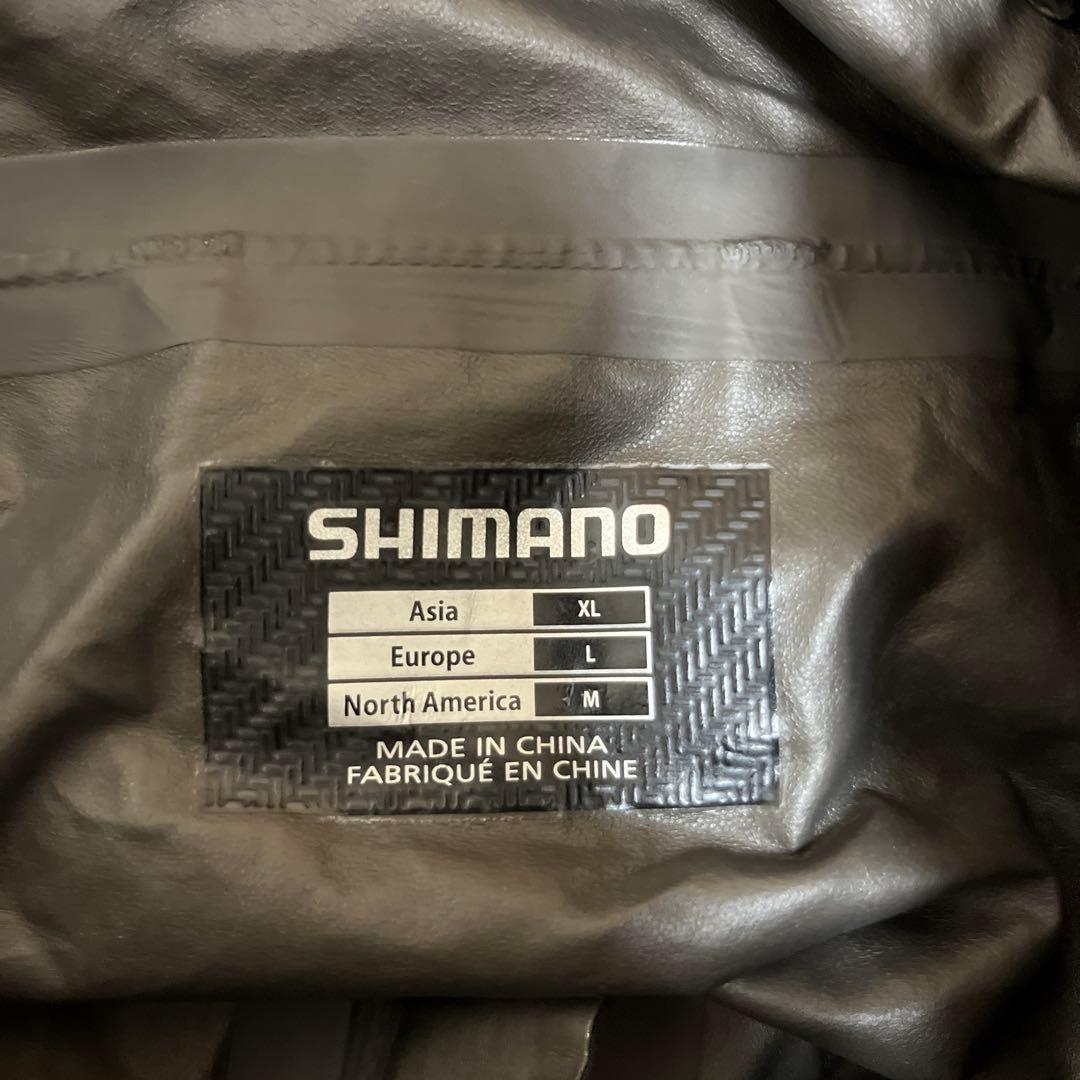 SHIMANO
Asia XL
Europe L
North America M
MADE IN CHINA
FABRIQUÉ EN CHINE